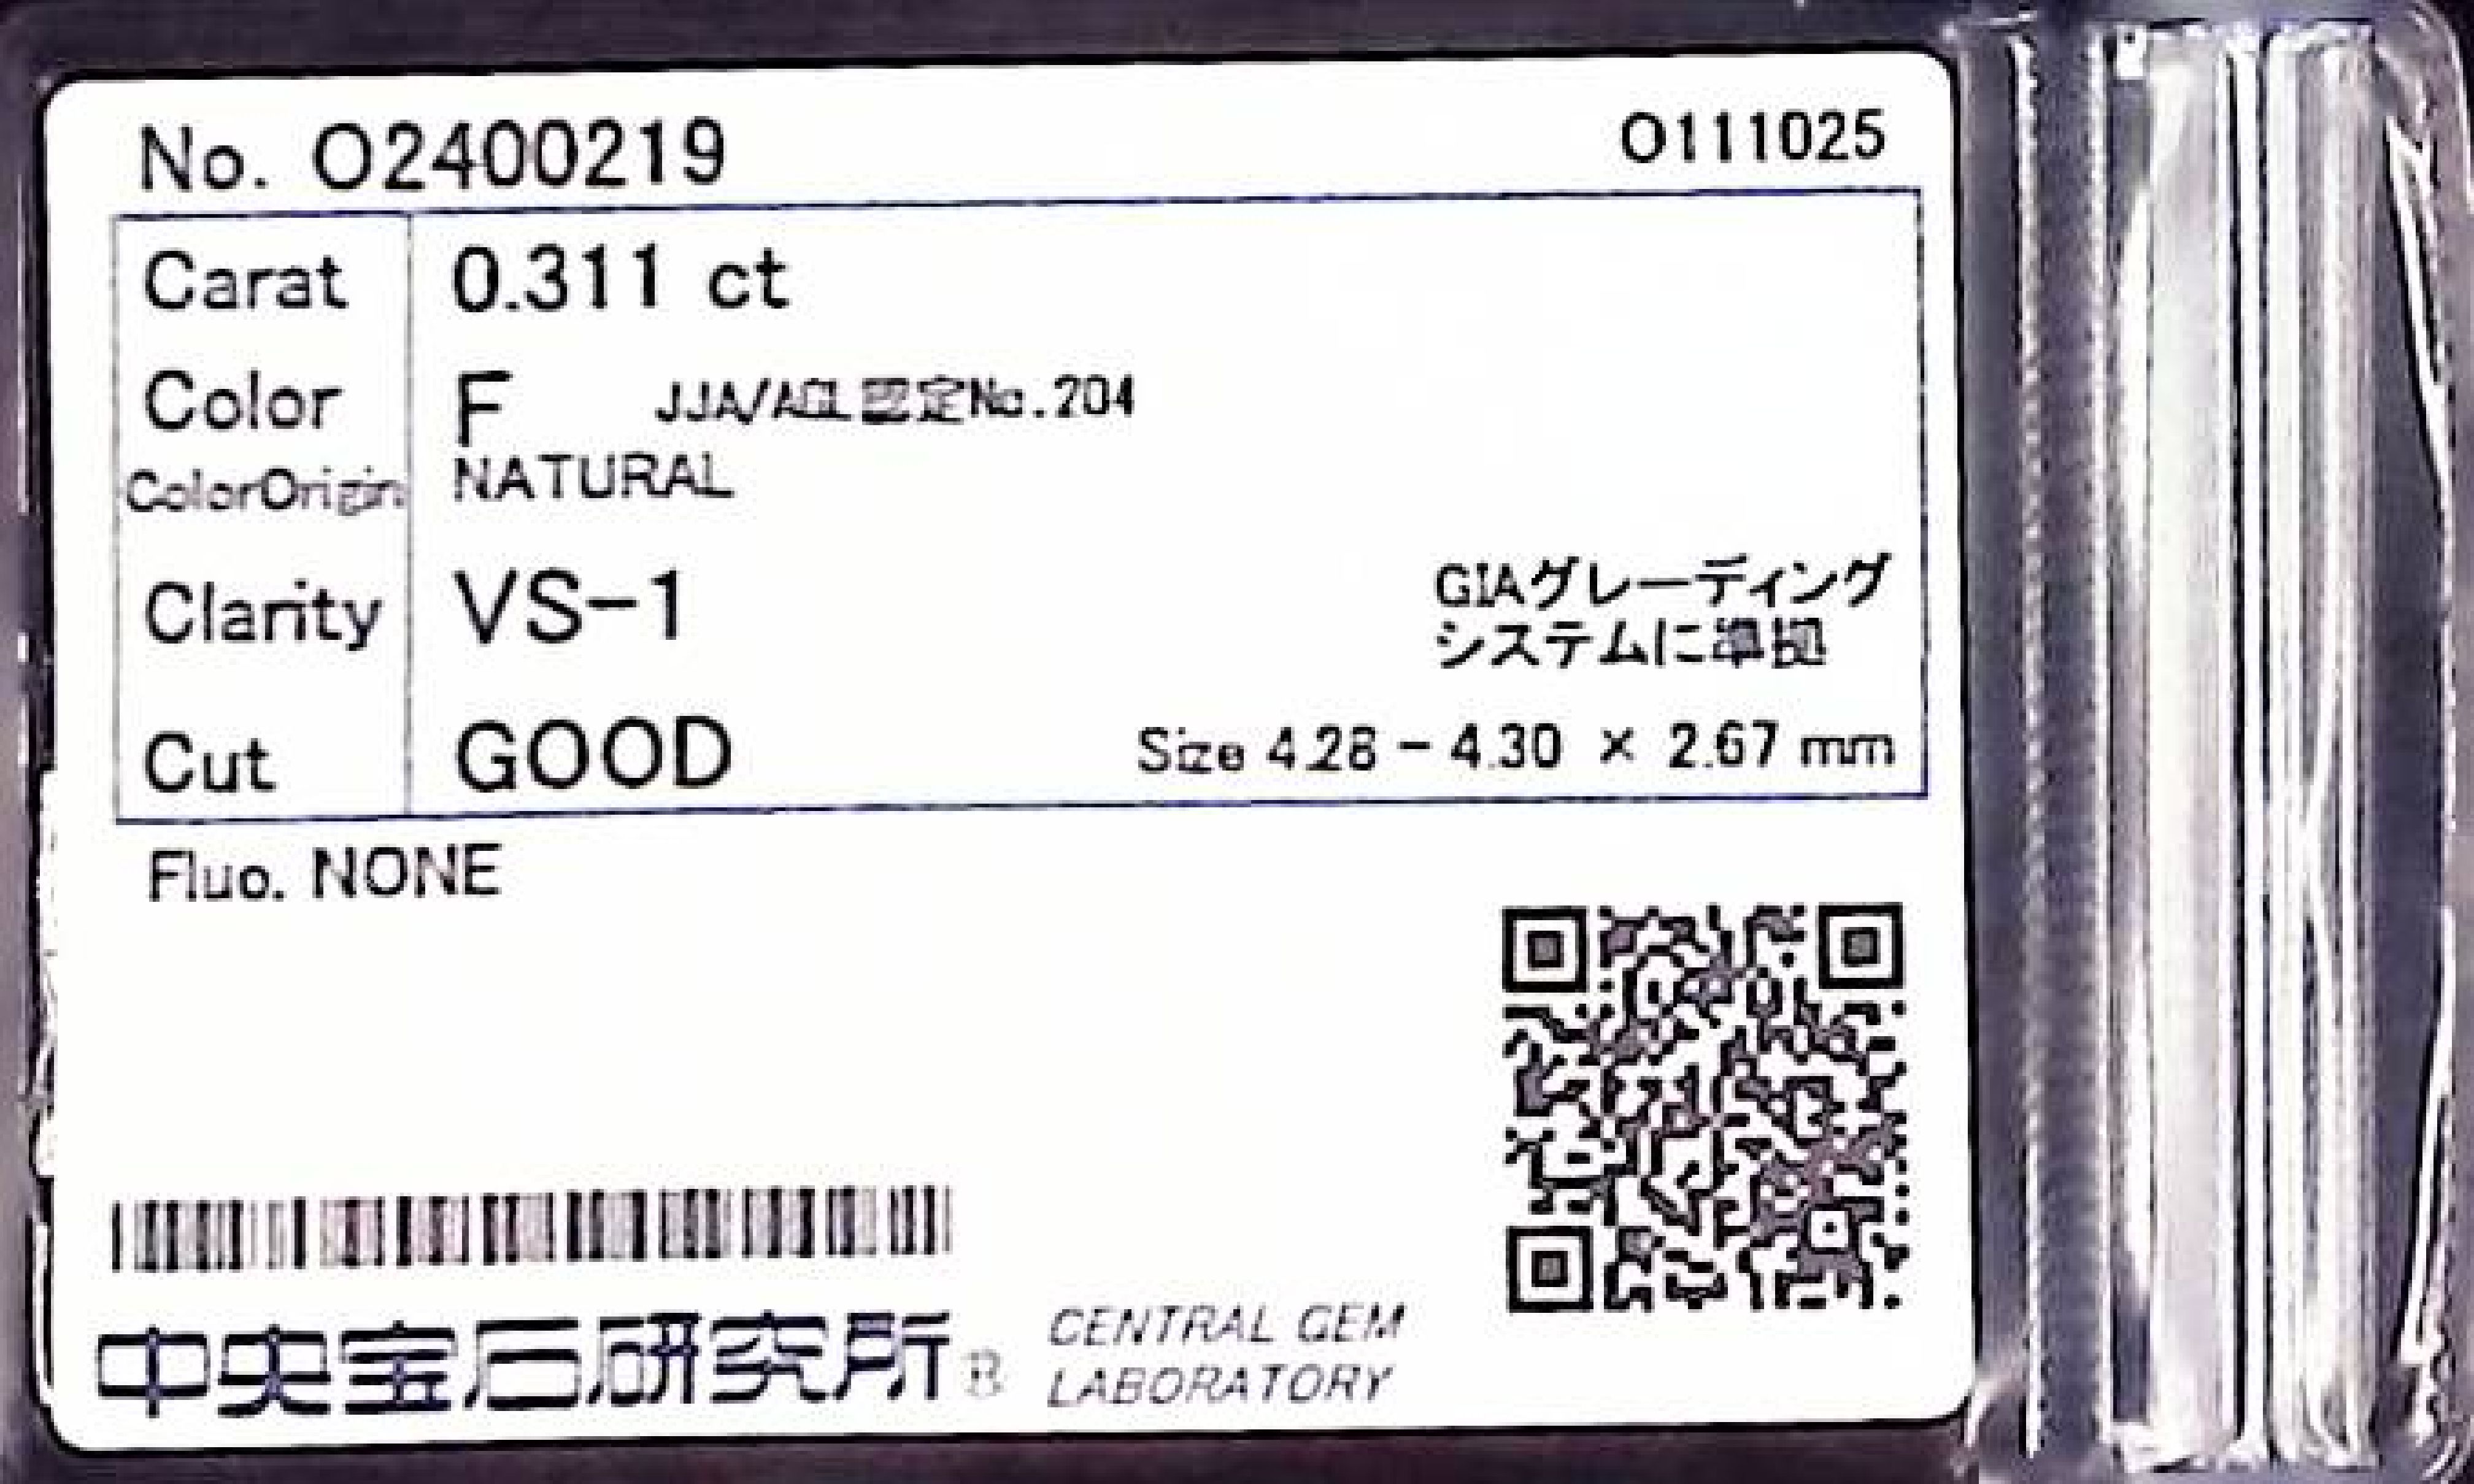 No. O2400219 O111025
Carat 0.311 ct
Color F JJA/AGL認定No.204
ColorOrigin NATURAL
Clarity VS-1
GIAグレーディング
システムに準拠
Cut GOOD Size 4.28 - 4.30 × 2.67 mm
Fluo. NONE
中央宝石研究所® CENTRAL GEM
LABORATORY